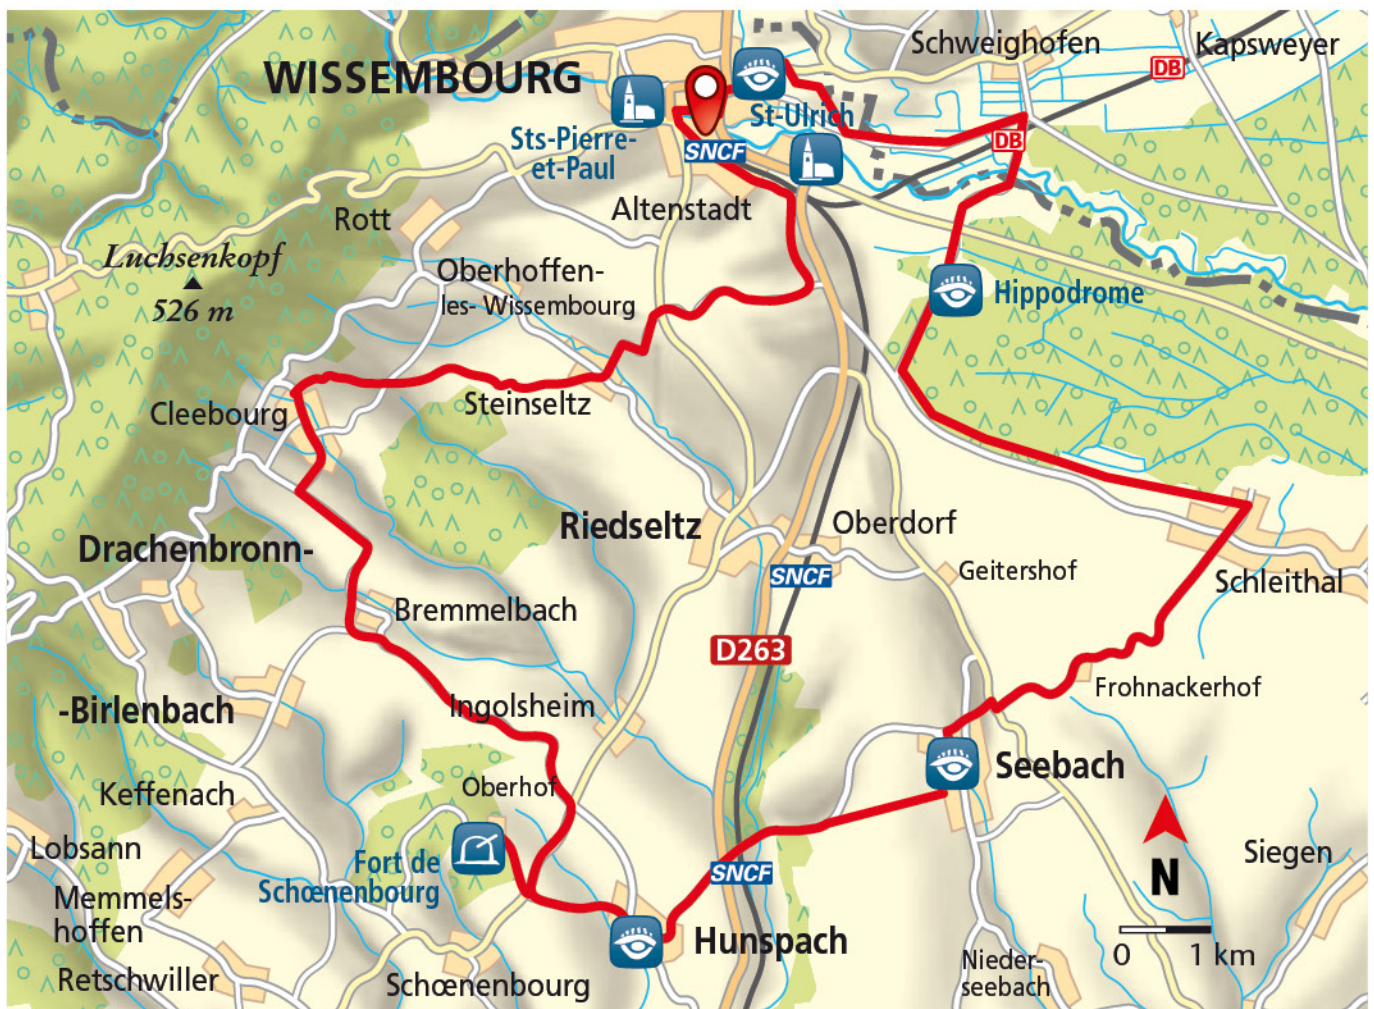 Schweighofen
Kapsweyer
DB
WISSEMBOURG
St-Ulrich
Sts-Pierre-
et-Paul
SNCF
DB
Altenstadt
Rott
Luchsenkopf
526 m
Oberhoffen-
les- Wissembourg
Hippodrome
Cleebourg
Steinseltz
Riedseltz
Oberdorf
Drachenbronn-
SNCF
Geitershof
Schleithal
Bremmelbach
D263
Frohnackerhof
-Birlenbach
Ingolsheim
Seebach
Keffenach
Oberhof
Lobsann
Fort de
Schœnenbourg
SNCF
Siegen
N
Memmels-
hoffen
Hunspach
0 1 km
Retschwiller
Schœnenbourg
Nieder-
seebach